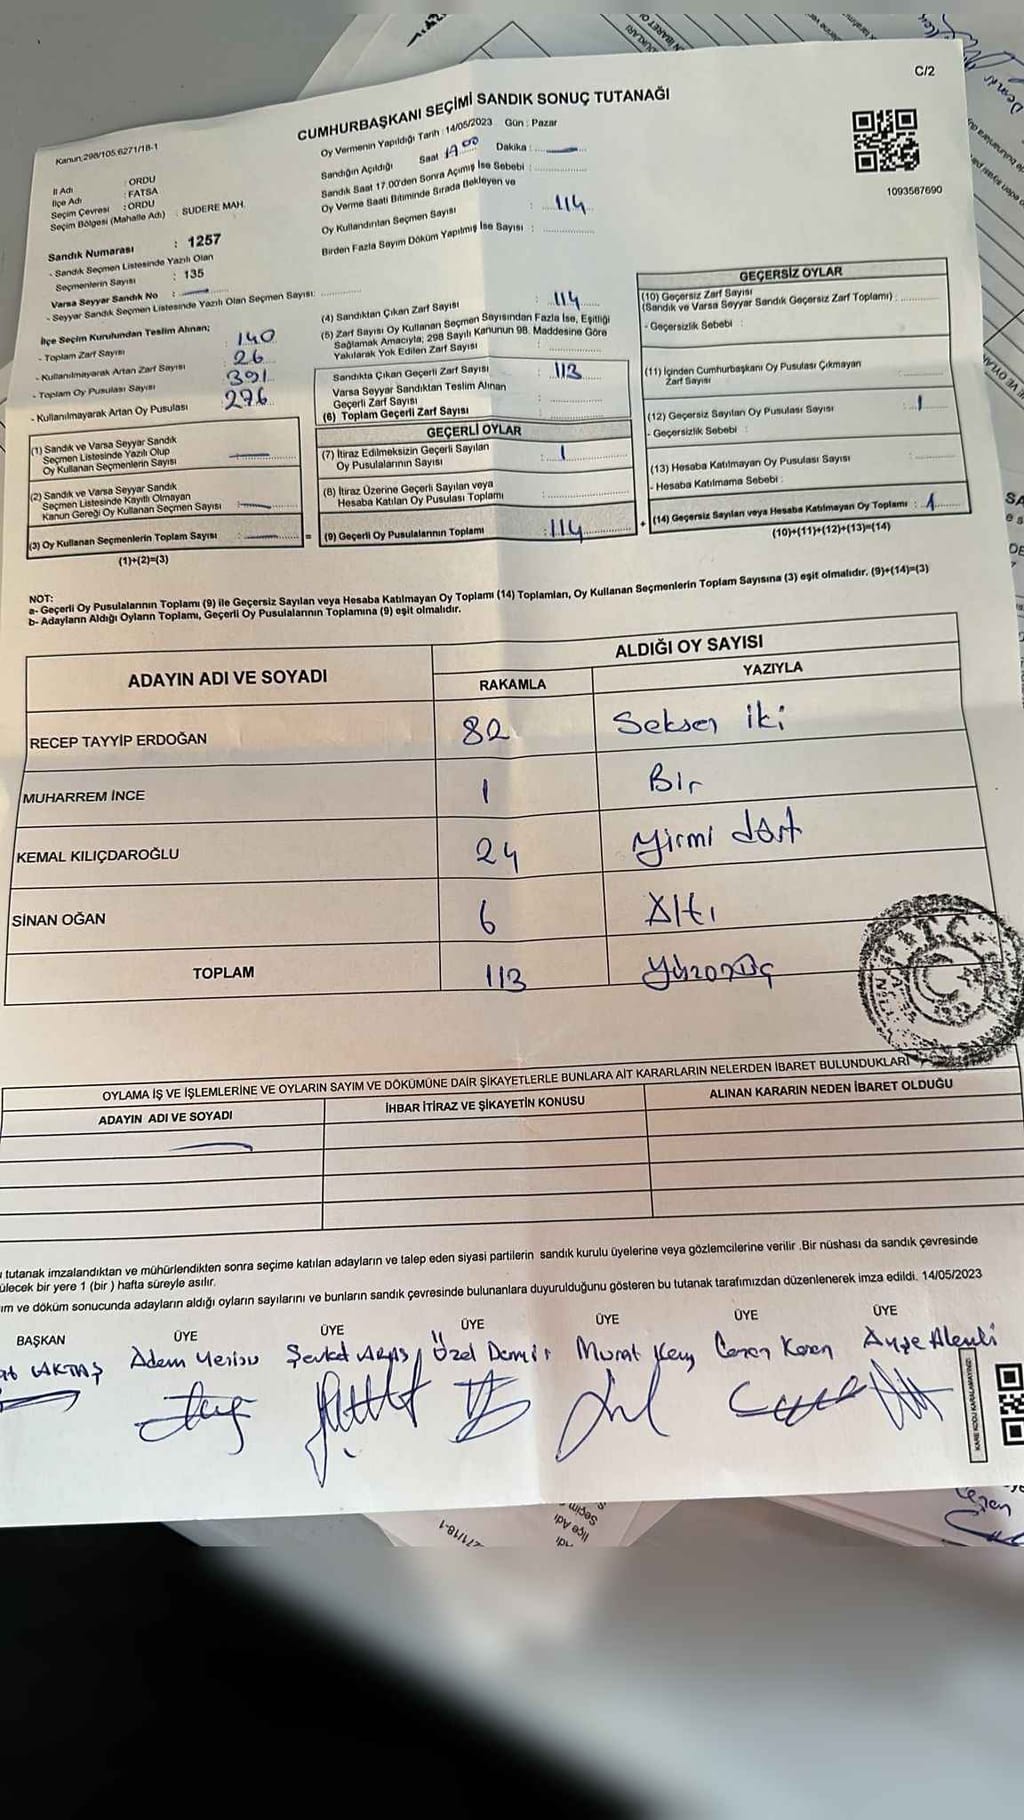 C/2
CUMHURBAŞKANI SEÇİMİ SANDIK SONUÇ TUTANAĞI
Kanun,298/105.6271/18-1
Oy Vermenin Yapıldığı Tarih : 14/05/2023 Gün : Pazar
Sandığın Açıldığı Saat 17.00 Dakika :
Sandık Saat 17.00'den Sonra Açımış İse Sebebi :
Oy Verme Saati Bitiminde Sırada Bekleyen ve
Oy Kullandırılan Seçmen Sayısı : 114
Birden Fazla Sayım Döküm Yapılmış İse Sayısı :
1093587690
İl Adı : ORDU
İlçe Adı : FATSA
Seçim Çevresi : ORDU
Seçim Bölgesi (Mahalle Adı) : SUDERE MAH.
Sandık Numarası : 1257
- Sandık Seçmen Listesinde Yazılı Olan
Seçmenlerin Sayısı : 135
Varsa Seyyar Sandık No :
- Seyyar Sandık Seçmen Listesinde Yazılı Olan Seçmen Sayısı:
İlçe Seçim Kurulundan Teslim Alınan;
- Toplam Zarf Sayısı : 140
- Kullanılmayarak Artan Zarf Sayısı : 26
- Toplam Oy Pusulası Sayısı : 391
- Kullanılmayarak Artan Oy Pusulası : 276
(1) Sandık ve Varsa Seyyar Sandık
Seçmen Listesinde Yazılı Olup
Oy Kullanan Seçmenlerin Sayısı :
(2) Sandık ve Varsa Seyyar Sandık
Seçmen Listesinde Kayıtlı Olmayan
Kanun Gereği Oy Kullanan Seçmen Sayısı :
(3) Oy Kullanan Seçmenlerin Toplam Sayısı : =
(1)+(2)=(3)
(4) Sandıktan Çıkan Zarf Sayısı : 114
(5) Zarf Sayısı Oy Kullanan Seçmen Sayısından Fazla İse, Eşitliği
Sağlamak Amacıyla; 298 Sayılı Kanunun 98. Maddesine Göre
Yakılarak Yok Edilen Zarf Sayısı :
Sandıkta Çıkan Geçerli Zarf Sayısı : 113
Varsa Seyyar Sandıktan Teslim Alınan
Geçerli Zarf Sayısı :
(6) Toplam Geçerli Zarf Sayısı :
GEÇERLİ OYLAR
(7) İtiraz Edilmeksizin Geçerli Sayılan
Oy Pusulalarının Sayısı : 1
(8) İtiraz Üzerine Geçerli Sayılan ve
Hesaba Katılan Oy Pusulası Toplamı :
(9) Geçerli Oy Pusulalarının Toplamı : 114 +
GEÇERSİZ OYLAR
(10) Geçersiz Zarf Sayısı
(Sandık ve Varsa Seyyar Sandık Geçersiz Zarf Toplamı) :
- Geçersizlik Sebebi :
(11) İçinden Cumhurbaşkanı Oy Pusulası Çıkmayan
Zarf Sayısı :
(12) Geçersiz Sayılan Oy Pusulası Sayısı : 1
- Geçersizlik Sebebi :
(13) Hesaba Katılmayan Oy Pusulası Sayısı :
- Hesaba Katılmama Sebebi :
(14) Geçersiz Sayılan veya Hesaba Katılmayan Oy Toplamı : 1
(10)+(11)+(12)+(13)=(14)
NOT:
a- Geçerli Oy Pusulalarının Toplamı (9) ile Geçersiz Sayılan veya Hesaba Katılmayan Oy Toplamı (14) Toplamları, Oy Kullanan Seçmenlerin Toplam Sayısına (3) eşit olmalıdır. (9)+(14)=(3)
b- Adayların Aldığı Oyların Toplamı, Geçerli Oy Pusulalarının Toplamına (9) eşit olmalıdır.
ADAYIN ADI VE SOYADI
ALDIĞI OY SAYISI
RAKAMLA YAZIYLA
RECEP TAYYİP ERDOĞAN 82 Seksen iki
MUHARREM İNCE 1 Bir
KEMAL KILIÇDAROĞLU 24 Yirmi dört
SİNAN OĞAN 6 Altı
TOPLAM 113 Yüzonüç
OYLAMA İŞ VE İŞLEMLERİNE VE OYLARIN SAYIM VE DÖKÜMÜNE DAİR ŞİKAYETLERLE BUNLARA AİT KARARLARIN NELERDEN İBARET BULUNDUKLARI
ADAYIN ADI VE SOYADI İHBAR İTİRAZ VE ŞİKAYETİN KONUSU ALINAN KARARIN NEDEN İBARET OLDUĞU
tutanak imzalandıktan ve mühürlendikten sonra seçime katılan adayların ve talep eden siyasi partilerin sandık kurulu üyelerine veya gözlemcilerine verilir .Bir nüshası da sandık çevresinde
ülecek bir yere 1 (bir ) hafta süreyle asılır.
ım ve döküm sonucunda adayların aldığı oyların sayılarını ve bunların sandık çevresinde bulunanlara duyurulduğunu gösteren bu tutanak tarafımızdan düzenlenerek imza edildi. 14/05/2023
BAŞKAN ÜYE ÜYE ÜYE ÜYE ÜYE ÜYE
AKTAŞ Adem Şevket ARAS Özel Demir Murat Ceren Ayşe
KARE KODU KARALAMAYINIZ!